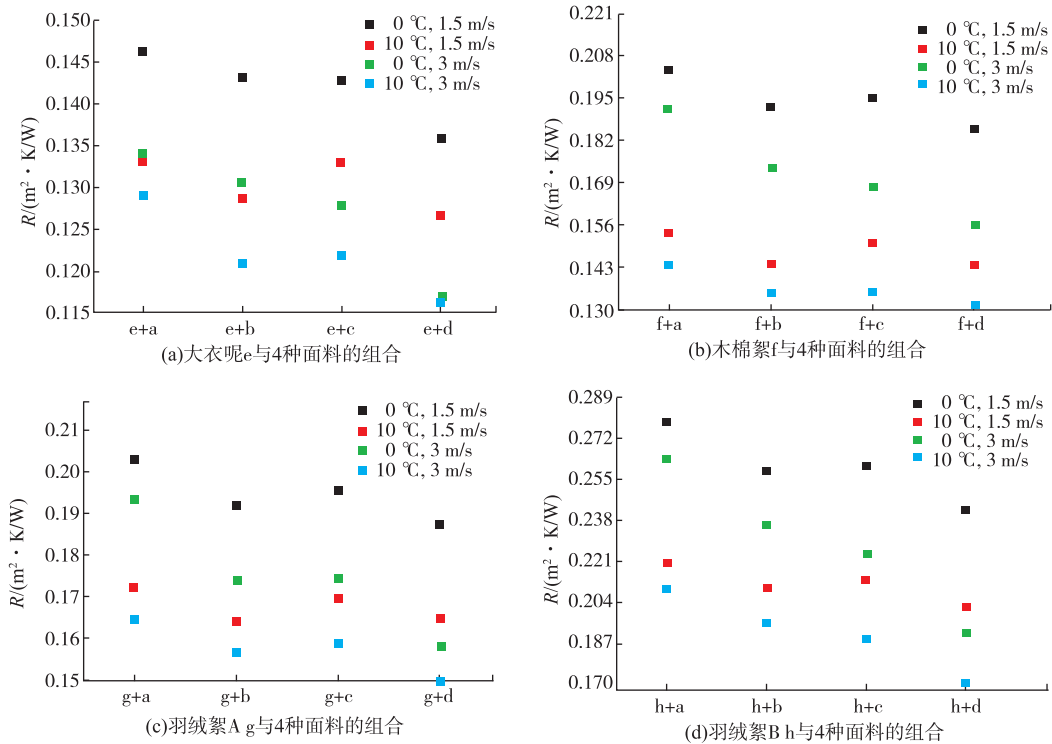 0.150
0.145
0.140
0.135
0.130
0.125
0.120
0.115
R/(m²·K/W)
0 ℃, 1.5 m/s
10 ℃, 1.5 m/s
0 ℃, 3 m/s
10 ℃, 3 m/s
e+a e+b e+c e+d
(a)大衣呢e与4种面料的组合
0.221
0.208
0.195
0.182
0.169
0.156
0.143
0.130
R/(m²·K/W)
0 ℃, 1.5 m/s
10 ℃, 1.5 m/s
0 ℃, 3 m/s
10 ℃, 3 m/s
f+a f+b f+c f+d
(b)木棉絮f与4种面料的组合
0.21
0.20
0.19
0.18
0.17
0.16
0.15
R/(m²·K/W)
0 ℃, 1.5 m/s
10 ℃, 1.5 m/s
0 ℃, 3 m/s
10 ℃, 3 m/s
g+a g+b g+c g+d
(c)羽绒絮A g与4种面料的组合
0.289
0.272
0.255
0.238
0.221
0.204
0.187
0.170
R/(m²·K/W)
0 ℃, 1.5 m/s
10 ℃, 1.5 m/s
0 ℃, 3 m/s
10 ℃, 3 m/s
h+a h+b h+c h+d
(d)羽绒絮B h与4种面料的组合